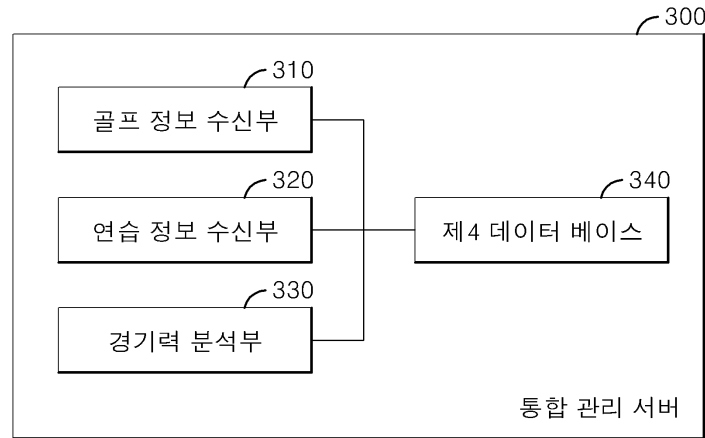 300
310
골프 정보 수신부
320
연습 정보 수신부
340
제4 데이터 베이스
330
경기력 분석부
통합 관리 서버